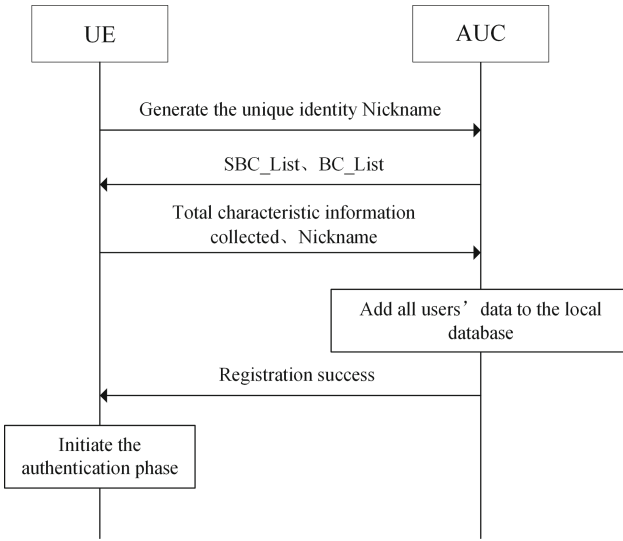 UE
AUC
Generate the unique identity Nickname
SBC_List、BC_List
Total characteristic information
collected、Nickname
Add all users’ data to the local
database
Registration success
Initiate the
authentication phase